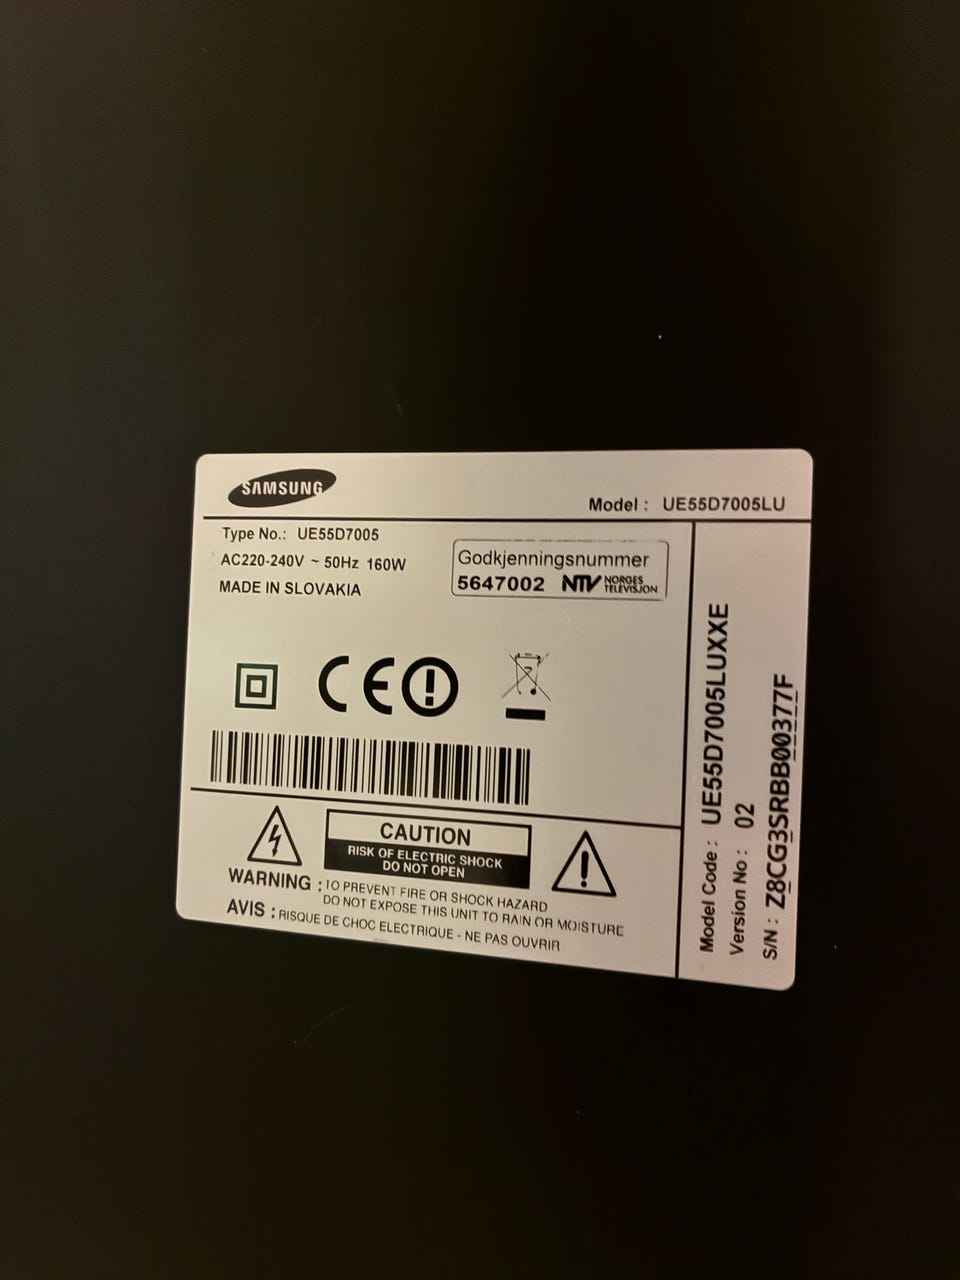 SAMSUNG
Model : UE55D7005LU
Type No.: UE55D7005
AC220-240V ~ 50Hz 160W
MADE IN SLOVAKIA
Godkjenningsnummer
5647002 NTV NORGES
TELEVISJON
CE
CAUTION
RISK OF ELECTRIC SHOCK
DO NOT OPEN
WARNING : TO PREVENT FIRE OR SHOCK HAZARD
DO NOT EXPOSE THIS UNIT TO RAIN OR MOISTURE
AVIS : RISQUE DE CHOC ELECTRIQUE - NE PAS OUVRIR
Model Code : UE55D7005LUXXE
Version No : 02
S/N : Z8CG3SRBB00377F